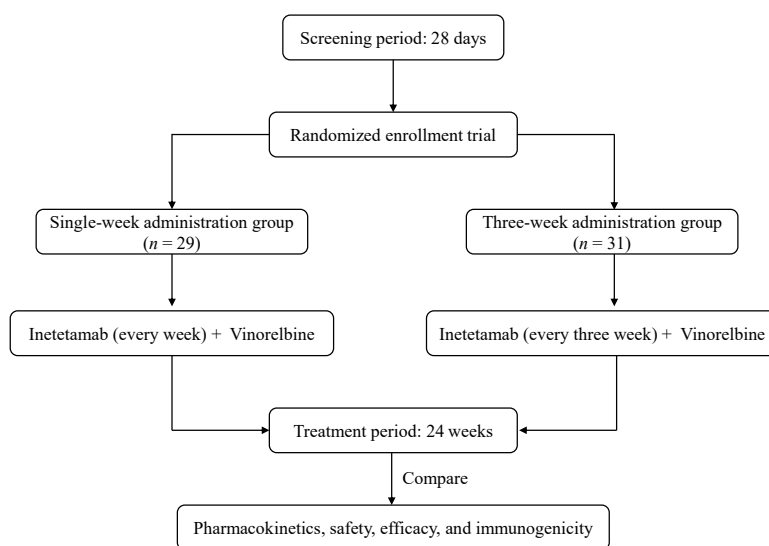 Screening period: 28 days
Randomized enrollment trial
Single-week administration group
(n = 29)
Three-week administration group
(n = 31)
Inetetamab (every week) + Vinorelbine
Inetetamab (every three week) + Vinorelbine
Treatment period: 24 weeks
Compare
Pharmacokinetics, safety, efficacy, and immunogenicity